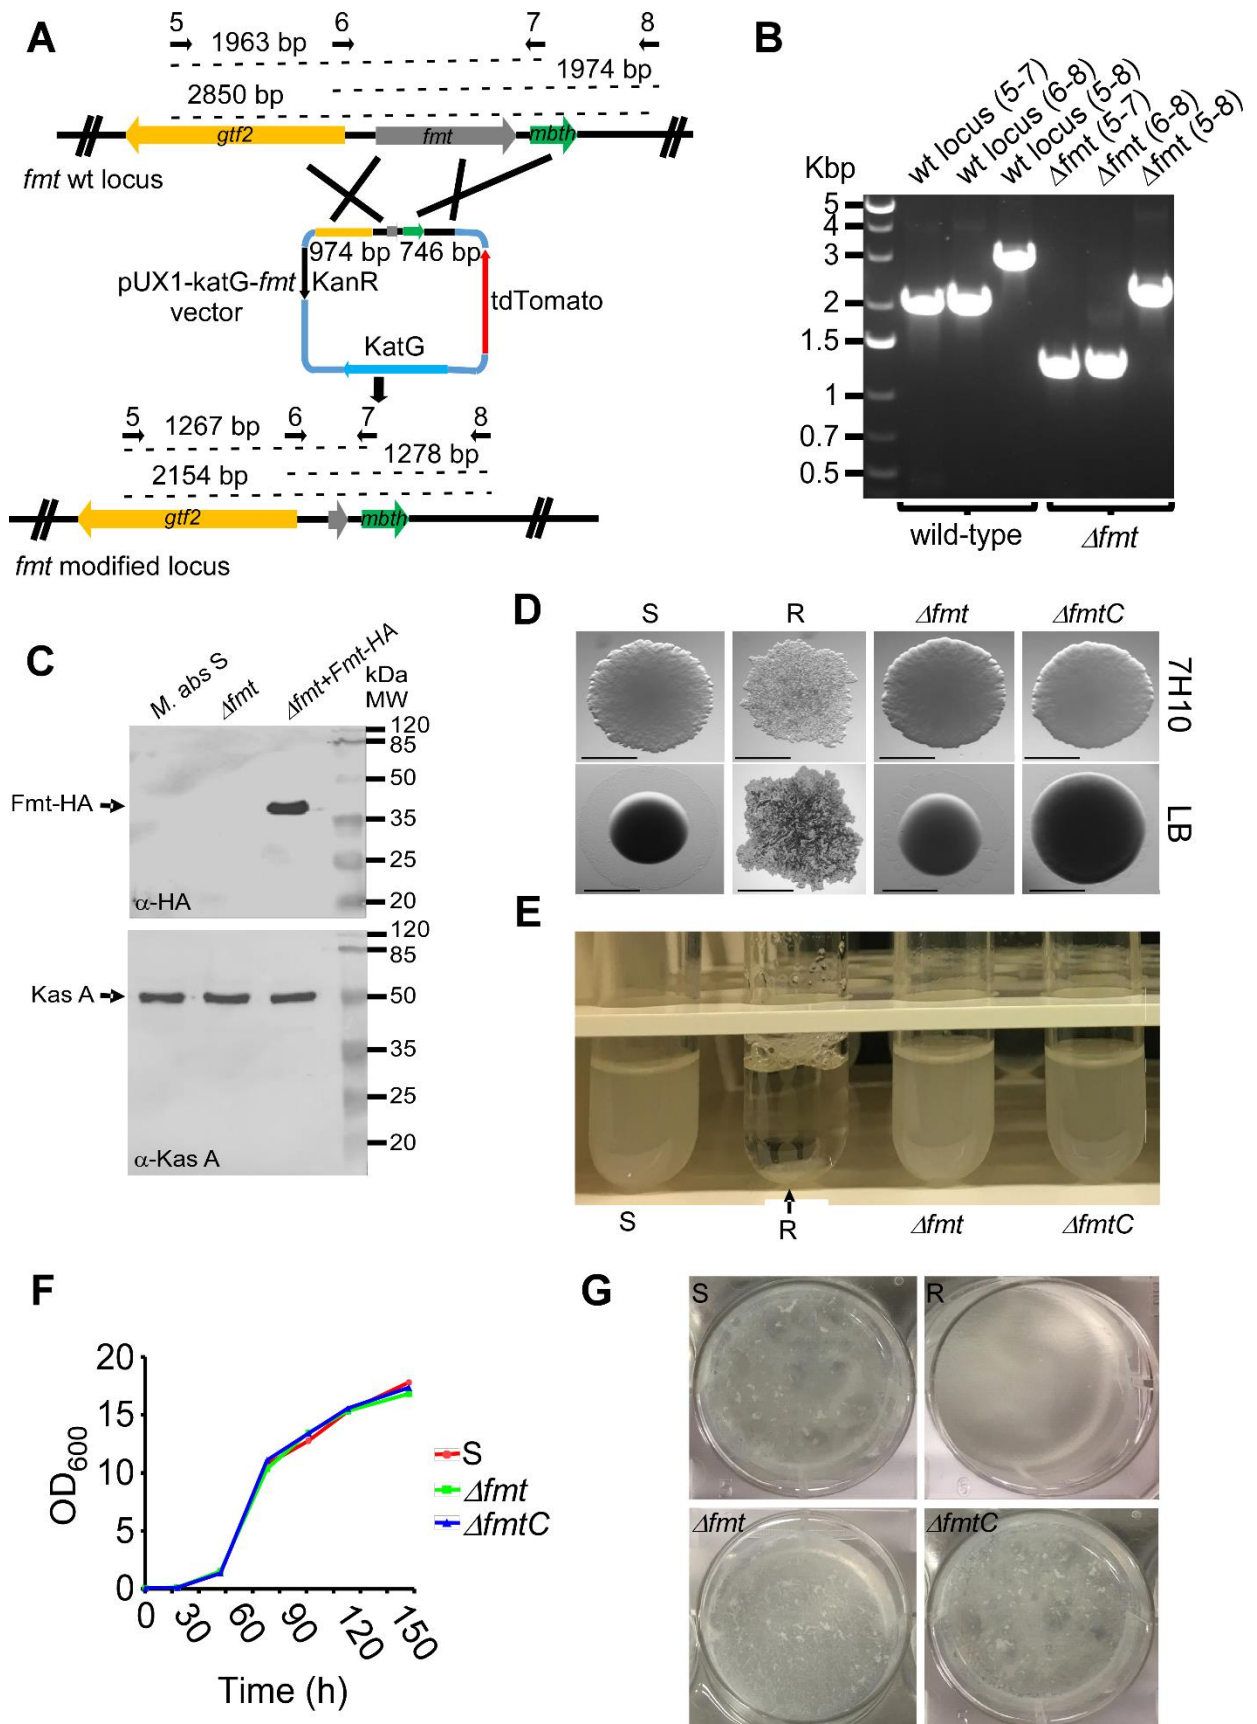 A
5 6 7 8
1963 bp
1974 bp
2850 bp
gtf2 fmt mbth
fmt wt locus
974 bp 746 bp
pUX1-katG-fmt
vector
KanR
tdTomato
KatG
5 6 7 8
1267 bp
1278 bp
2154 bp
gtf2 mbth
fmt modified locus
B
wt locus (5-7)
wt locus (6-8)
wt locus (5-8)
Δfmt (5-7)
Δfmt (6-8)
Δfmt (5-8)
Kbp
5
4
3
2
1.5
1
0.7
0.5
wild-type Δfmt
C
M. abs S
Δfmt
Δfmt+Fmt-HA
kDa
MW
120
85
50
35
25
20
Fmt-HA
α-HA
120
85
50
35
25
20
Kas A
α-Kas A
D
S R Δfmt ΔfmtC
7H10
LB
E
S R Δfmt ΔfmtC
F
20
15
10
5
0
OD600
0 30 60 90 120 150
Time (h)
S
Δfmt
ΔfmtC
G
S R
Δfmt ΔfmtC